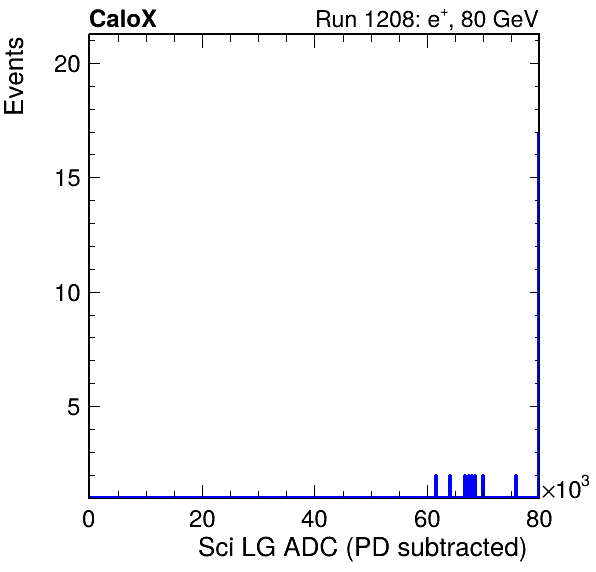 CaloX Run 1208: e⁺, 80 GeV
Events
20
15
10
5
×10³
0 20 40 60 80
Sci LG ADC (PD subtracted)